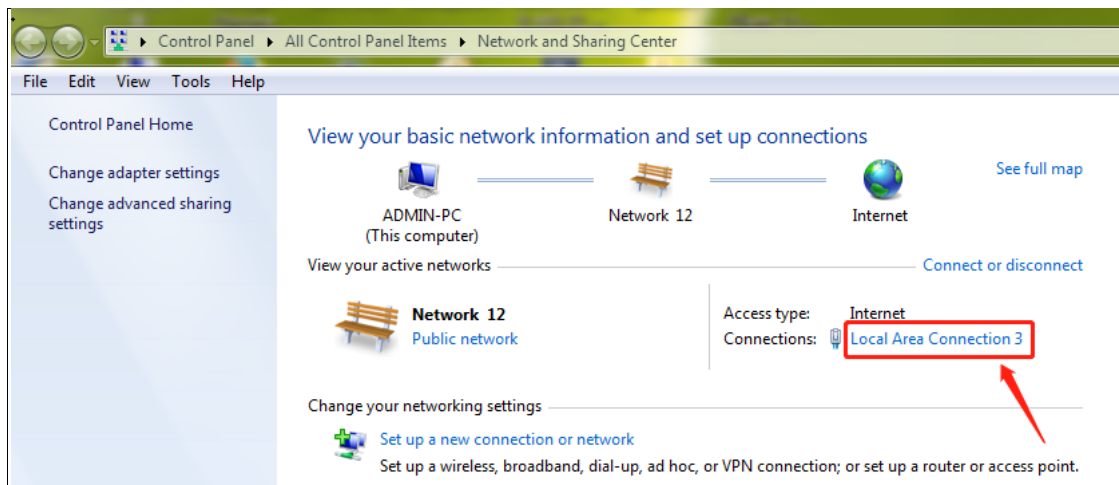 Control Panel ▸ All Control Panel Items ▸ Network and Sharing Center
File Edit View Tools Help
Control Panel Home
Change adapter settings
Change advanced sharing
settings
View your basic network information and set up connections
See full map
ADMIN-PC
(This computer)
Network 12
Internet
View your active networks
Connect or disconnect
Network 12
Public network
Access type: Internet
Connections: Local Area Connection 3
Change your networking settings
Set up a new connection or network
Set up a wireless, broadband, dial-up, ad hoc, or VPN connection; or set up a router or access point.